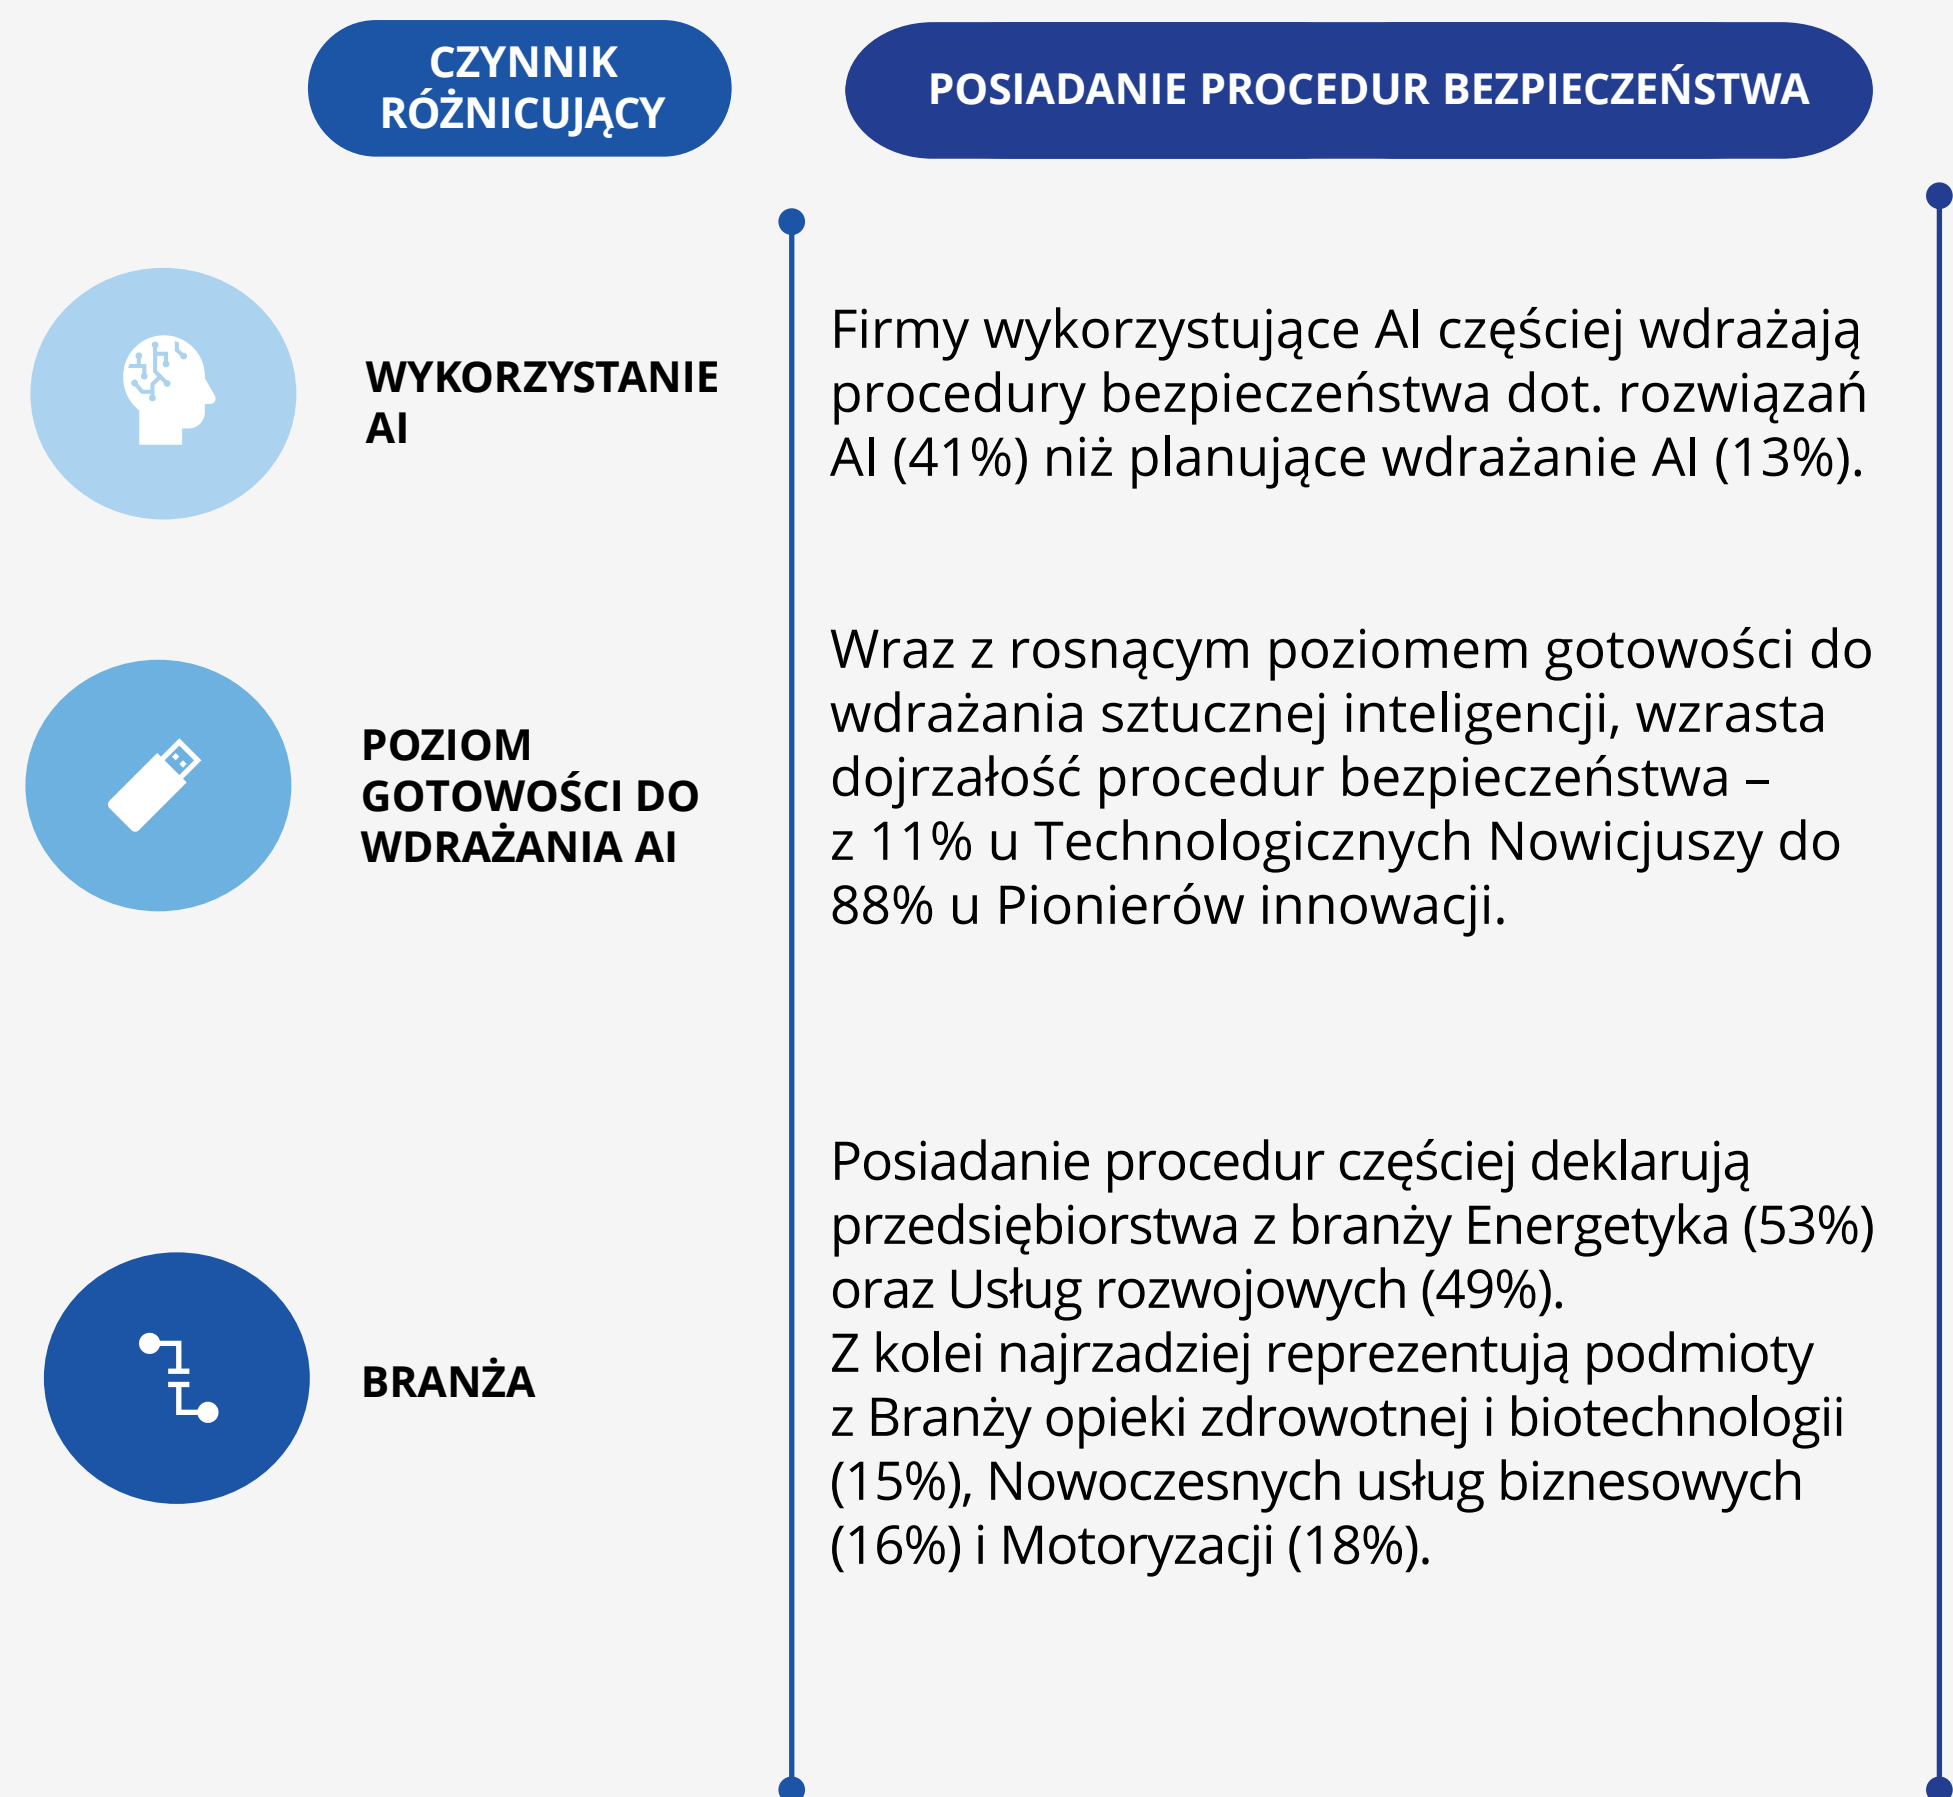 CZYNNIK
RÓŻNICUJĄCY
POSIADANIE PROCEDUR BEZPIECZEŃSTWA
WYKORZYSTANIE
AI
Firmy wykorzystujące AI częściej wdrażają
procedury bezpieczeństwa dot. rozwiązań
AI (41%) niż planujące wdrażanie AI (13%).
POZIOM
GOTOWOŚCI DO
WDRAŻANIA AI
Wraz z rosnącym poziomem gotowości do
wdrażania sztucznej inteligencji, wzrasta
dojrzałość procedur bezpieczeństwa –
z 11% u Technologicznych Nowicjuszy do
88% u Pionierów innowacji.
BRANŻA
Posiadanie procedur częściej deklarują
przedsiębiorstwa z branży Energetyka (53%)
oraz Usług rozwojowych (49%).
Z kolei najrzadziej reprezentują podmioty
z Branży opieki zdrowotnej i biotechnologii
(15%), Nowoczesnych usług biznesowych
(16%) i Motoryzacji (18%).